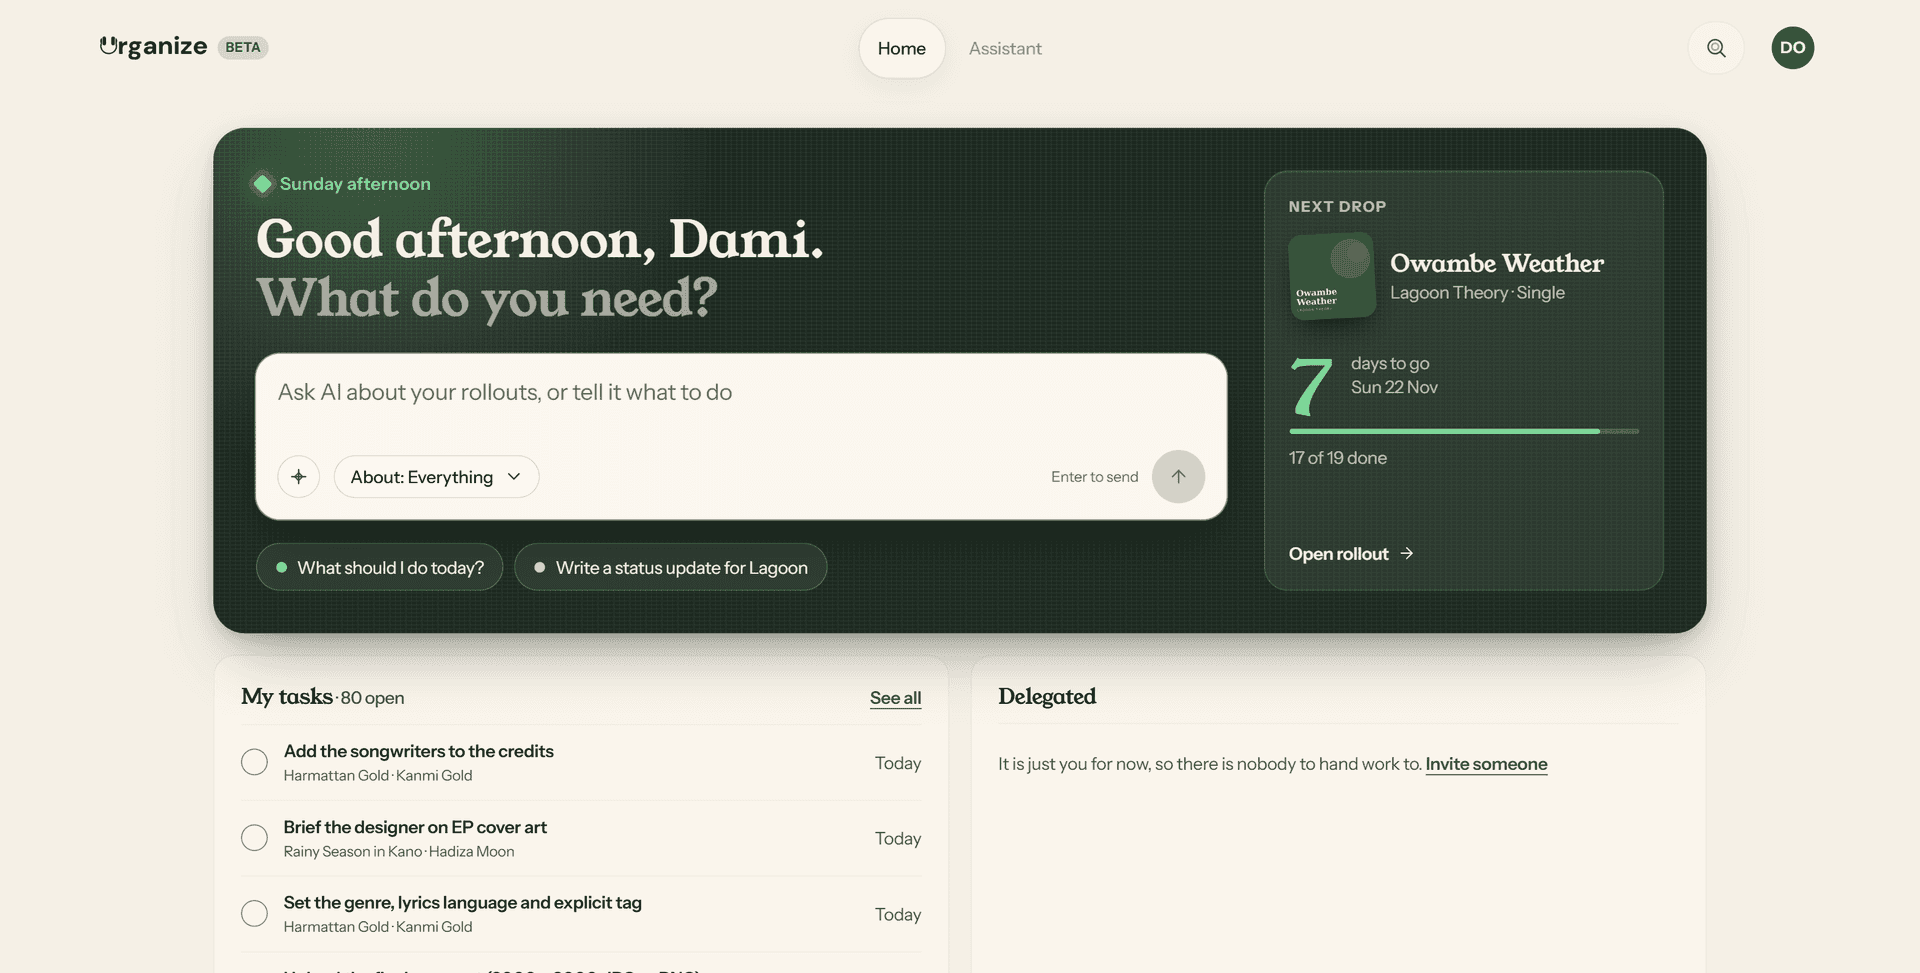 Urganize BETA
Home
Assistant
DO
Sunday afternoon
Good afternoon, Dami.
What do you need?
Ask AI about your rollouts, or tell it what to do
About: Everything
Enter to send
What should I do today?
Write a status update for Lagoon
NEXT DROP
Owambe
Weather
Owambe Weather
Lagoon Theory · Single
7
days to go
Sun 22 Nov
17 of 19 done
Open rollout →
My tasks · 80 open
See all
Add the songwriters to the credits
Harmattan Gold · Kanmi Gold
Today
Brief the designer on EP cover art
Rainy Season in Kano · Hadiza Moon
Today
Set the genre, lyrics language and explicit tag
Harmattan Gold · Kanmi Gold
Today
Delegated
It is just you for now, so there is nobody to hand work to. Invite someone